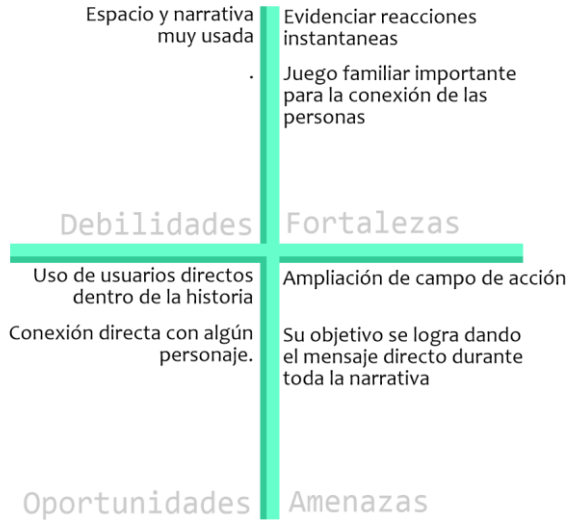 Espacio y narrativa
muy usada
.
Debilidades
Evidenciar reacciones
instantaneas
Juego familiar importante
para la conexión de las
personas
Fortalezas
Uso de usuarios directos
dentro de la historia
Conexión directa con algún
personaje.
Oportunidades
Ampliación de campo de acción
Su objetivo se logra dando
el mensaje directo durante
toda la narrativa
Amenazas